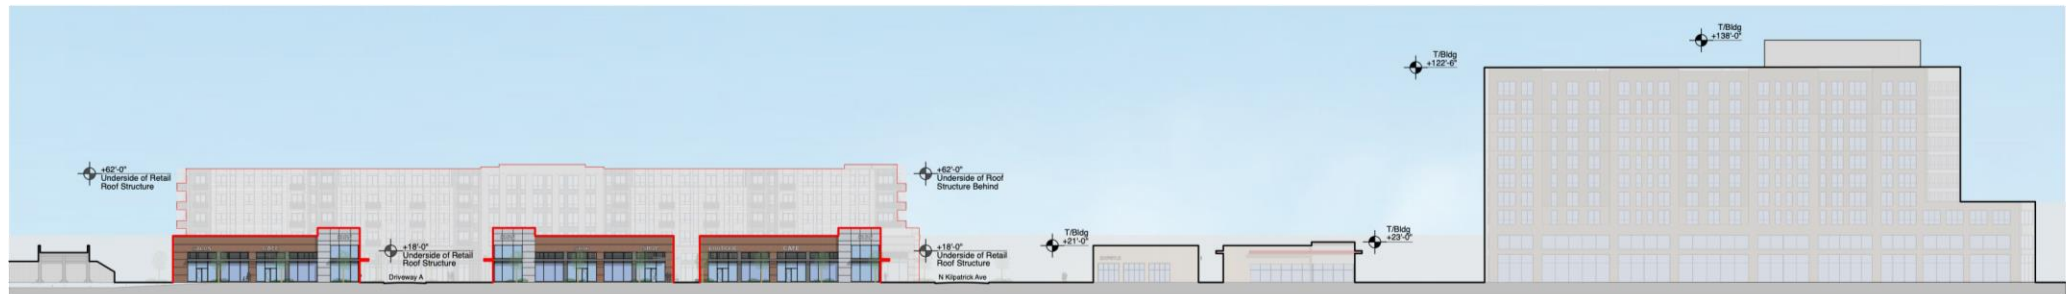 +62'-0"
Underside of Retail
Roof Structure
+18'-0"
Underside of Retail
Roof Structure
Driveway A
+62'-0"
Underside of Roof
Structure Behind
+18'-0"
Underside of Retail
Roof Structure
N Kilpatrick Ave
T/Bldg
+21'-0"
T/Bldg
+23'-0"
T/Bldg
+122'-6"
T/Bldg
+138'-0"